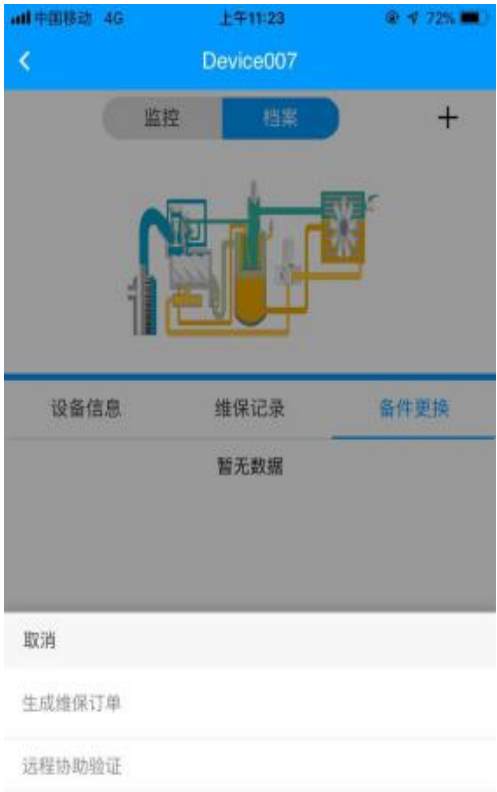 中国移动 4G 上午11:23 72%
Device007
监控 档案 +
设备信息 维保记录 备件更换
暂无数据
取消
生成维保订单
远程协助验证